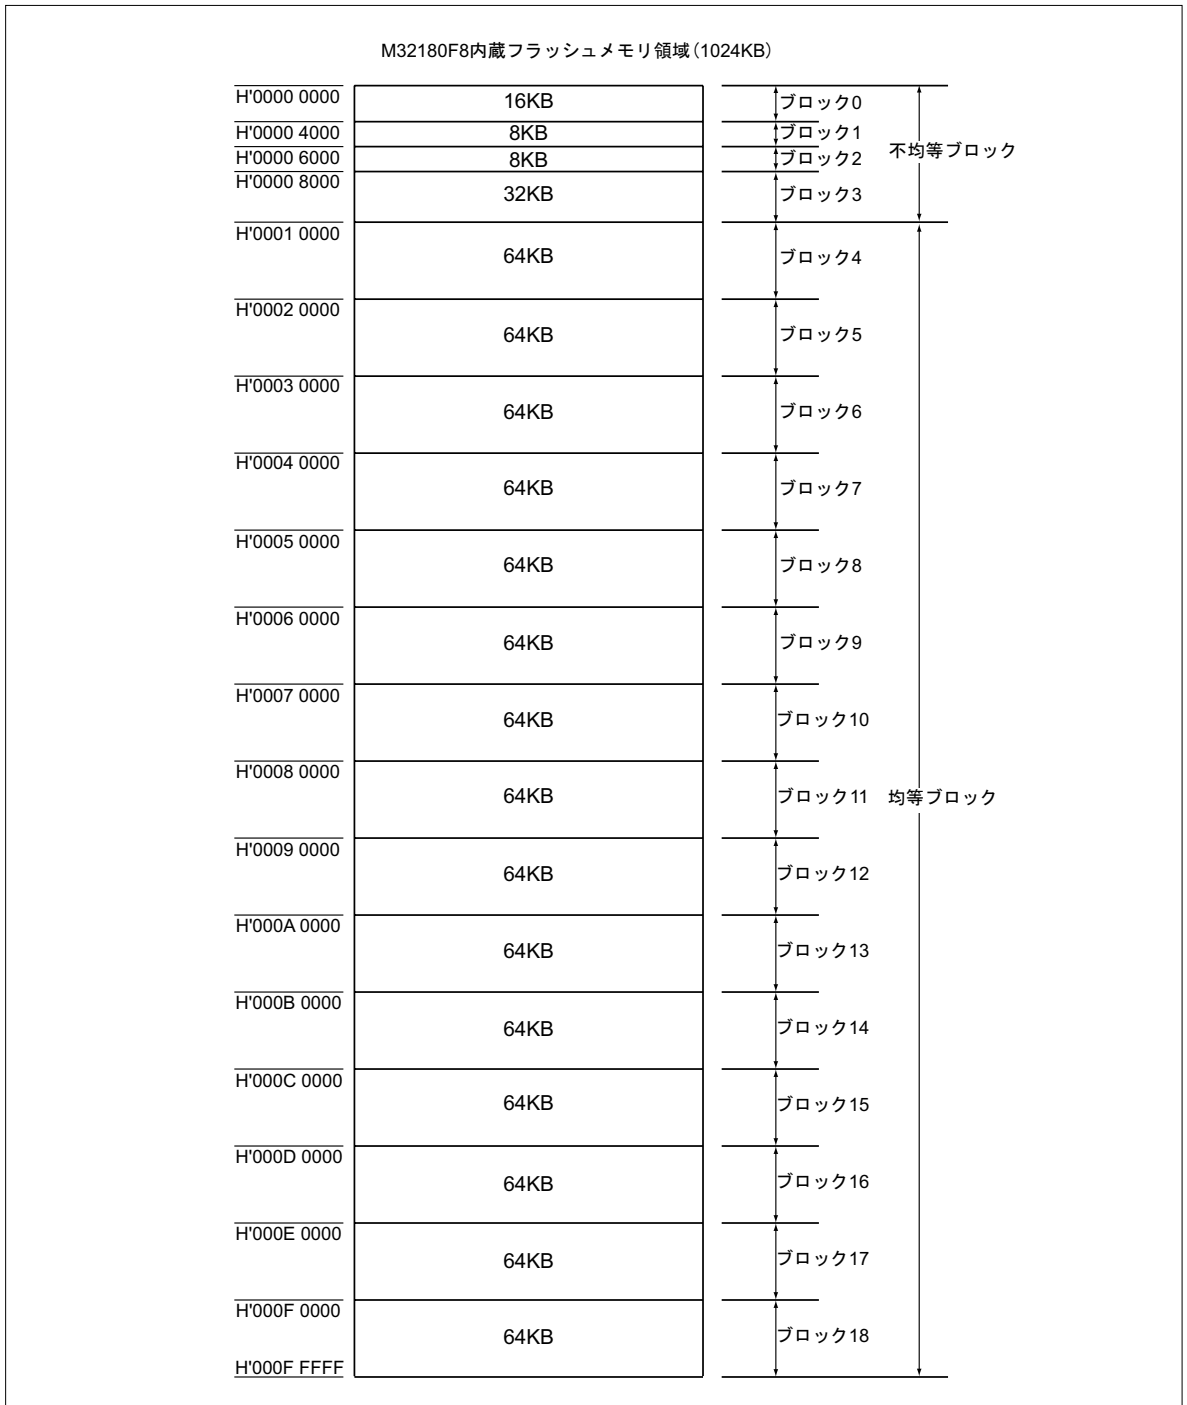 M32180F8内蔵フラッシュメモリ領域(1024KB)
H'0000 0000 16KB ブロック0
H'0000 4000 8KB ブロック1
不均等ブロック
H'0000 6000 8KB ブロック2
H'0000 8000 32KB ブロック3
H'0001 0000 64KB ブロック4
H'0002 0000 64KB ブロック5
H'0003 0000 64KB ブロック6
H'0004 0000 64KB ブロック7
H'0005 0000 64KB ブロック8
H'0006 0000 64KB ブロック9
H'0007 0000 64KB ブロック10
H'0008 0000 64KB ブロック11 均等ブロック
H'0009 0000 64KB ブロック12
H'000A 0000 64KB ブロック13
H'000B 0000 64KB ブロック14
H'000C 0000 64KB ブロック15
H'000D 0000 64KB ブロック16
H'000E 0000 64KB ブロック17
H'000F 0000 64KB ブロック18
H'000F FFFF